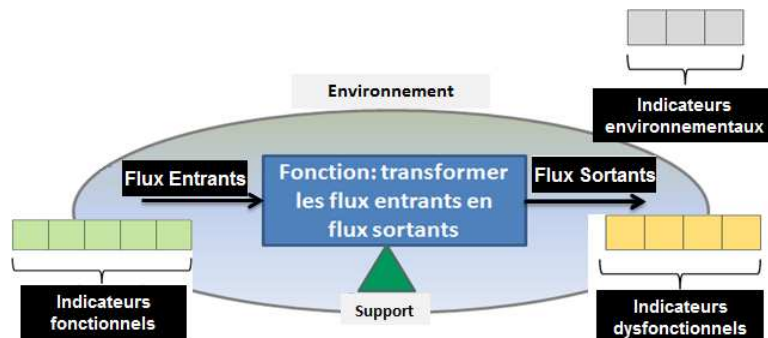 Environnement
Indicateurs
environnementaux
Flux Entrants
Fonction: transformer
les flux entrants en
flux sortants
Flux Sortants
Indicateurs
fonctionnels
Support
Indicateurs
dysfonctionnels